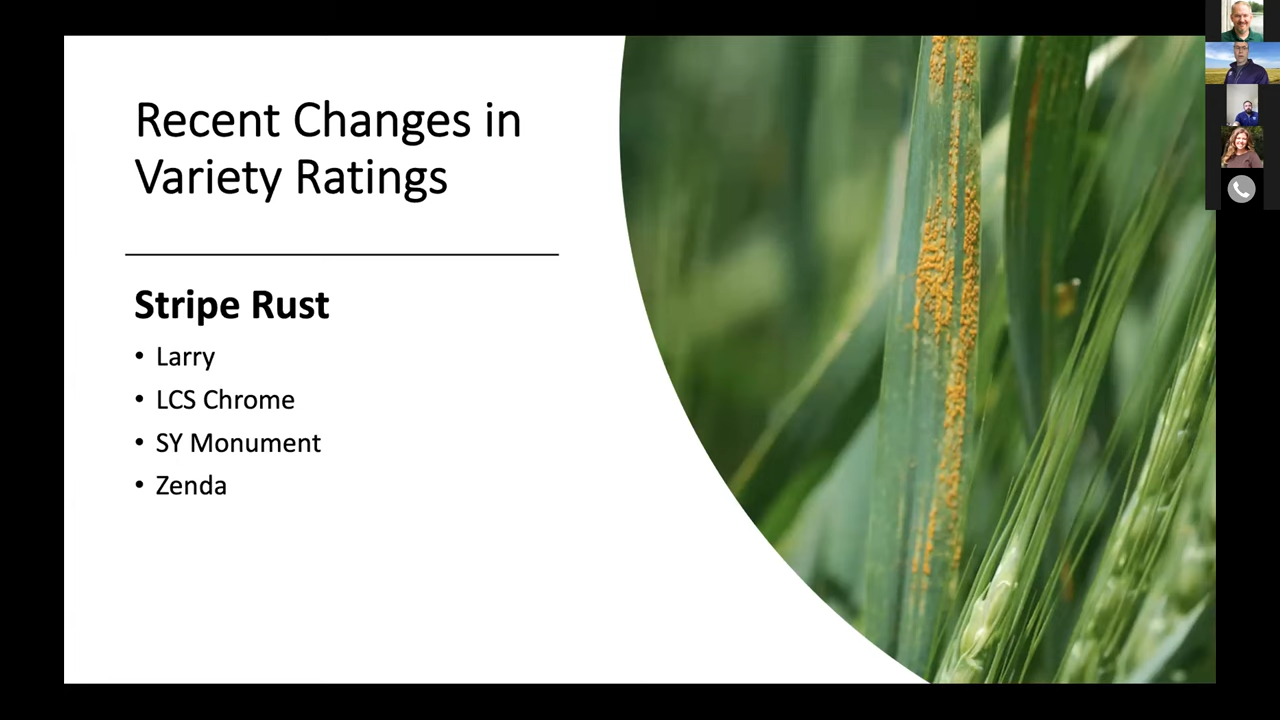 Recent Changes in
Variety Ratings
Stripe Rust
• Larry
• LCS Chrome
• SY Monument
• Zenda